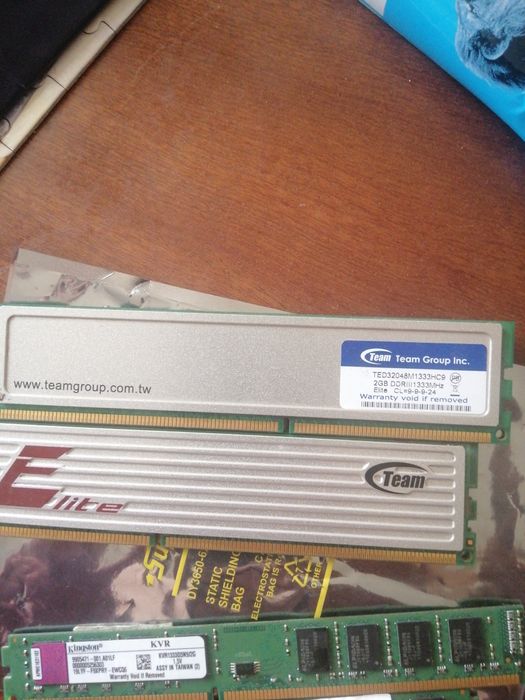 Team Team Group Inc.
TED32048M1333HC9
2GB DDRIII1333MHz
Elite CL=9-9-9-24
Warranty void if removed
www.teamgroup.com.tw
Elite
Team
STATIC
SHIELDING
BAG
Kingston
KVR
KVR1333D3N9/2G
1.5V
ASSY IN TAIWAN (2)
Warranty Void If Removed